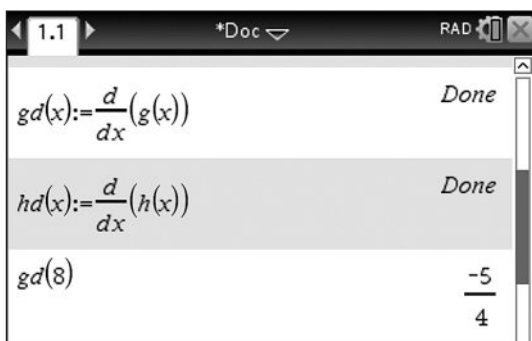 1.1 *Doc RAD
gd(x):=d/dx(g(x)) Done
hd(x):=d/dx(h(x)) Done
gd(8) -5/4